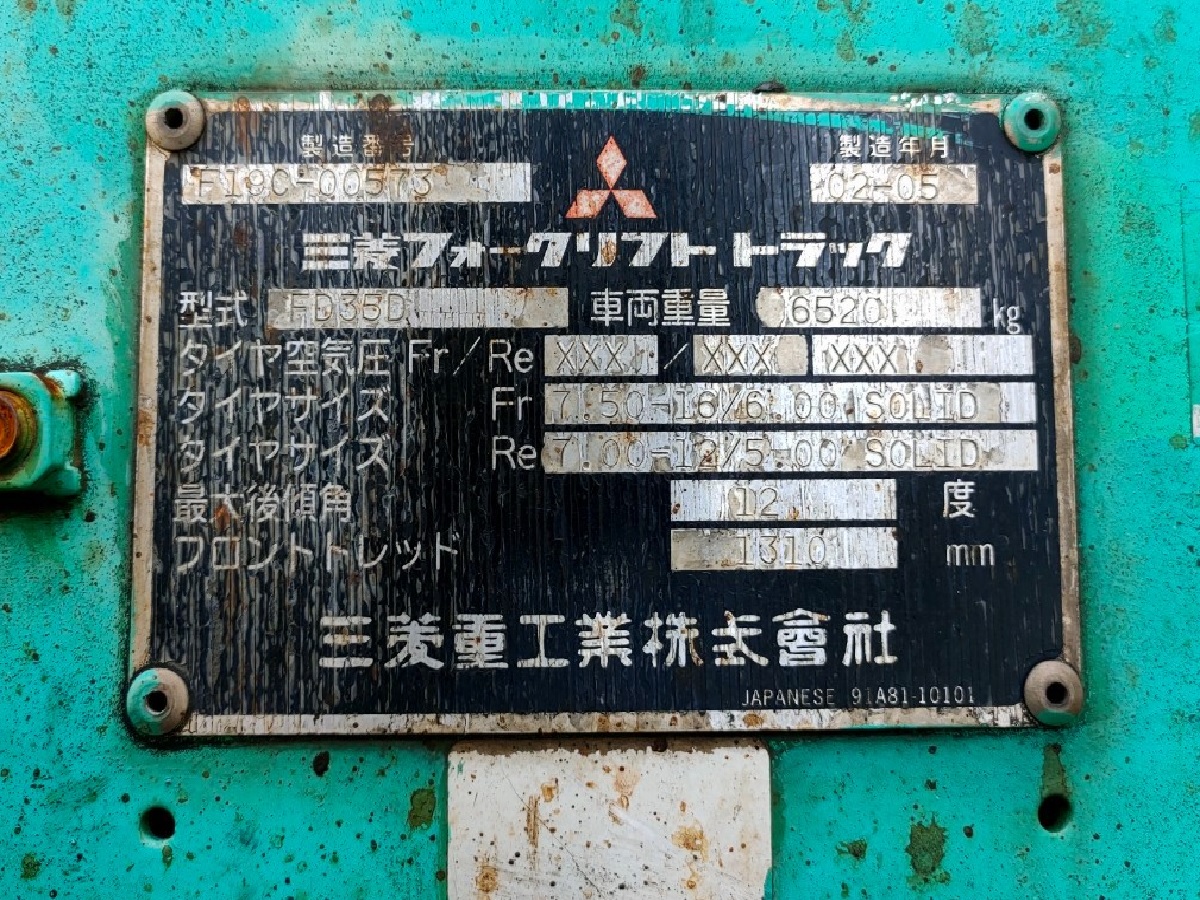 製造番号 製造年月
F19C-00573 02-05
三菱フォークリフト トラック
型式 FD35D 車両重量 6520 kg
タイヤ空気圧 Fr/Re XXX / XXX XXX
タイヤサイズ Fr 7.50-16/6.00 SOLID
タイヤサイズ Re 7.00-12/5-00 SOLID
最大後傾角 12 度
フロントトレッド 1310 mm
三菱重工業株式會社
JAPANESE 91A81-10101